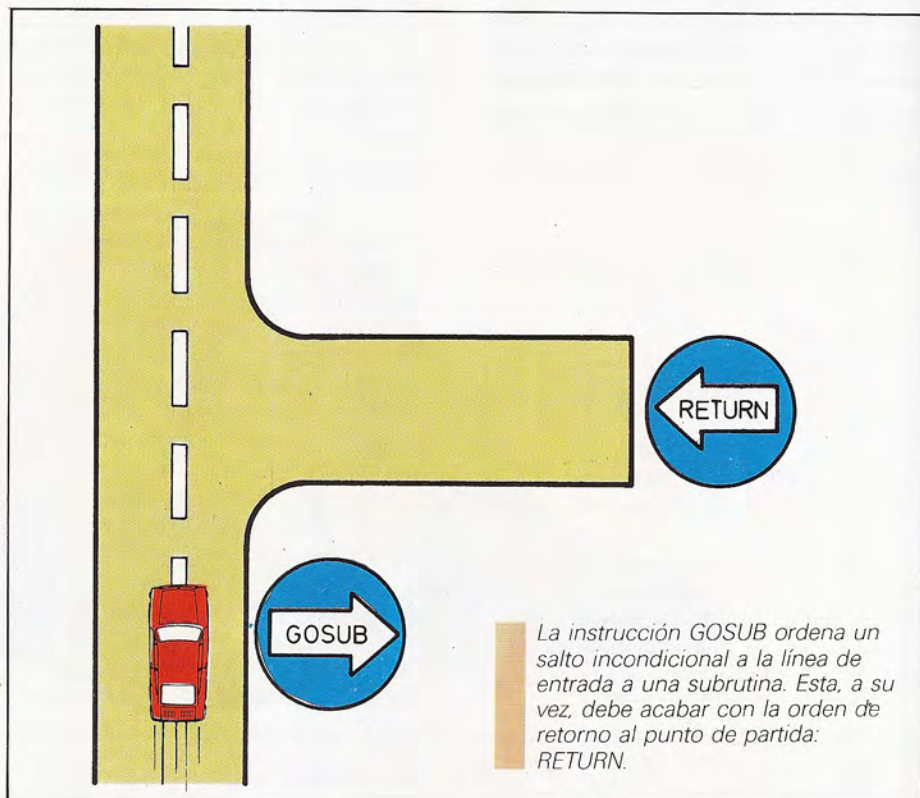 RETURN
GOSUB
La instrucción GOSUB ordena un
salto incondicional a la línea de
entrada a una subrutina. Esta, a su
vez, debe acabar con la orden de
retorno al punto de partida:
RETURN.